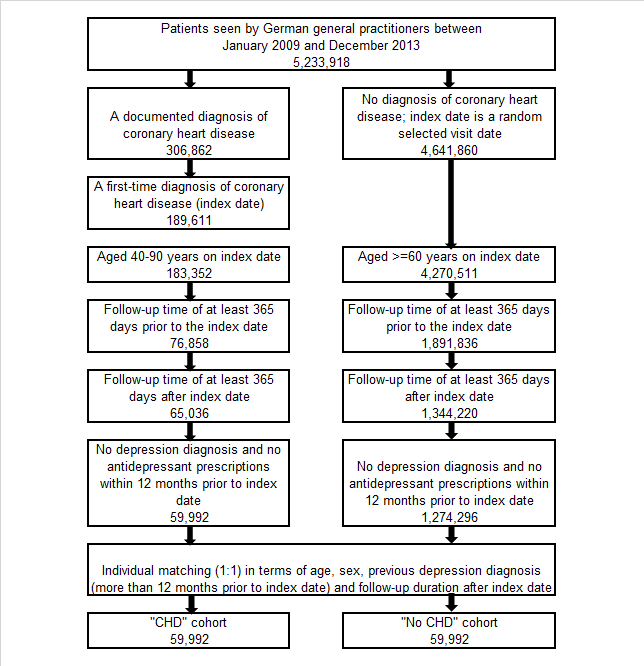 Patients seen by German general practitioners between
January 2009 and December 2013
5,233,918
A documented diagnosis of
coronary heart disease
306,862
No diagnosis of coronary heart
disease; index date is a random
selected visit date
4,641,860
A first-time diagnosis of coronary
heart disease (index date)
189,611
Aged 40-90 years on index date
183,352
Aged >=60 years on index date
4,270,511
Follow-up time of at least 365
days prior to the index date
76,858
Follow-up time of at least 365 days
prior to the index date
1,891,836
Follow-up time of at least 365
days after index date
65,036
Follow-up time of at least 365 days
after index date
1,344,220
No depression diagnosis and no
antidepressant prescriptions
within 12 months prior to index
date
59,992
No depression diagnosis and no
antidepressant prescriptions within
12 months prior to index date
1,274,296
Individual matching (1:1) in terms of age, sex, previous depression diagnosis
(more than 12 months prior to index date) and follow-up duration after index date
"CHD" cohort
59,992
"No CHD" cohort
59,992